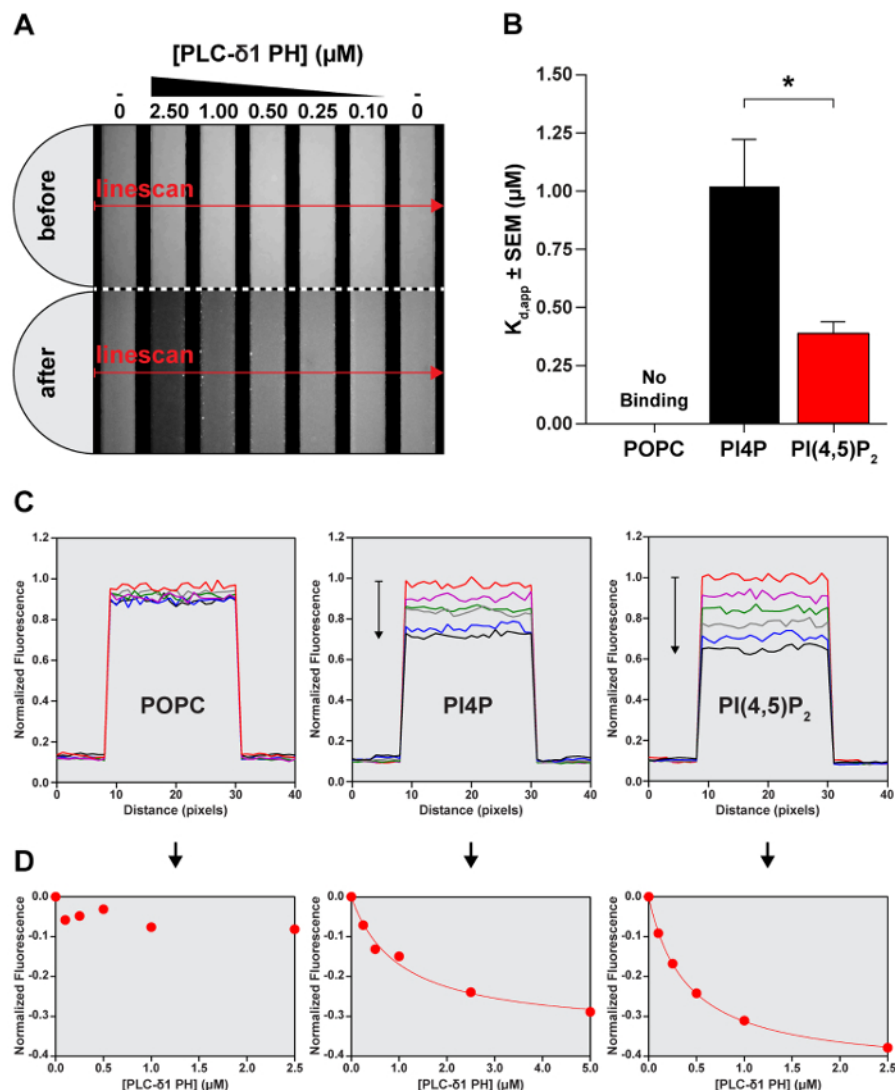 A
[PLC-δ1 PH] (µM)
- -
0 2.50 1.00 0.50 0.25 0.10 0
before
linescan
after
linescan
B
K_d,app ± SEM (µM)
1.50
1.25
1.00
0.75
0.50
0.25
0.00
*
No
Binding
POPC PI4P PI(4,5)P₂
C
Normalized Fluorescence
1.2
1.0
0.8
0.6
0.4
0.2
0.0
POPC
0 10 20 30 40
Distance (pixels)
Normalized Fluorescence
1.2
1.0
0.8
0.6
0.4
0.2
0.0
PI4P
0 10 20 30 40
Distance (pixels)
Normalized Fluorescence
1.2
1.0
0.8
0.6
0.4
0.2
0.0
PI(4,5)P₂
0 10 20 30 40
Distance (pixels)
D
Normalized Fluorescence
0.0
-0.1
-0.2
-0.3
-0.4
0.0 0.5 1.0 1.5 2.0 2.5
[PLC-δ1 PH] (µM)
Normalized Fluorescence
0.0
-0.1
-0.2
-0.3
-0.4
0.0 1.0 2.0 3.0 4.0 5.0
[PLC-δ1 PH] (µM)
Normalized Fluorescence
0.0
-0.1
-0.2
-0.3
-0.4
0.0 0.5 1.0 1.5 2.0 2.5
[PLC-δ1 PH] (µM)